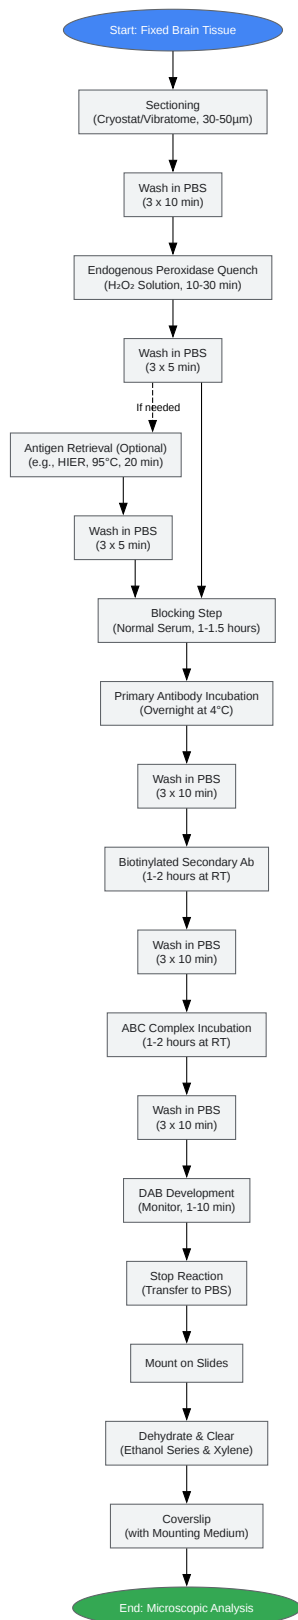 Start: Fixed Brain Tissue
Sectioning
(Cryostat/Vibratome, 30-50µm)
Wash in PBS
(3 x 10 min)
Endogenous Peroxidase Quench
(H₂O₂ Solution, 10-30 min)
Wash in PBS
(3 x 5 min)
If needed
Antigen Retrieval (Optional)
(e.g., HIER, 95°C, 20 min)
Wash in PBS
(3 x 5 min)
Blocking Step
(Normal Serum, 1-1.5 hours)
Primary Antibody Incubation
(Overnight at 4°C)
Wash in PBS
(3 x 10 min)
Biotinylated Secondary Ab
(1-2 hours at RT)
Wash in PBS
(3 x 10 min)
ABC Complex Incubation
(1-2 hours at RT)
Wash in PBS
(3 x 10 min)
DAB Development
(Monitor, 1-10 min)
Stop Reaction
(Transfer to PBS)
Mount on Slides
Dehydrate & Clear
(Ethanol Series & Xylene)
Coverslip
(with Mounting Medium)
End: Microscopic Analysis